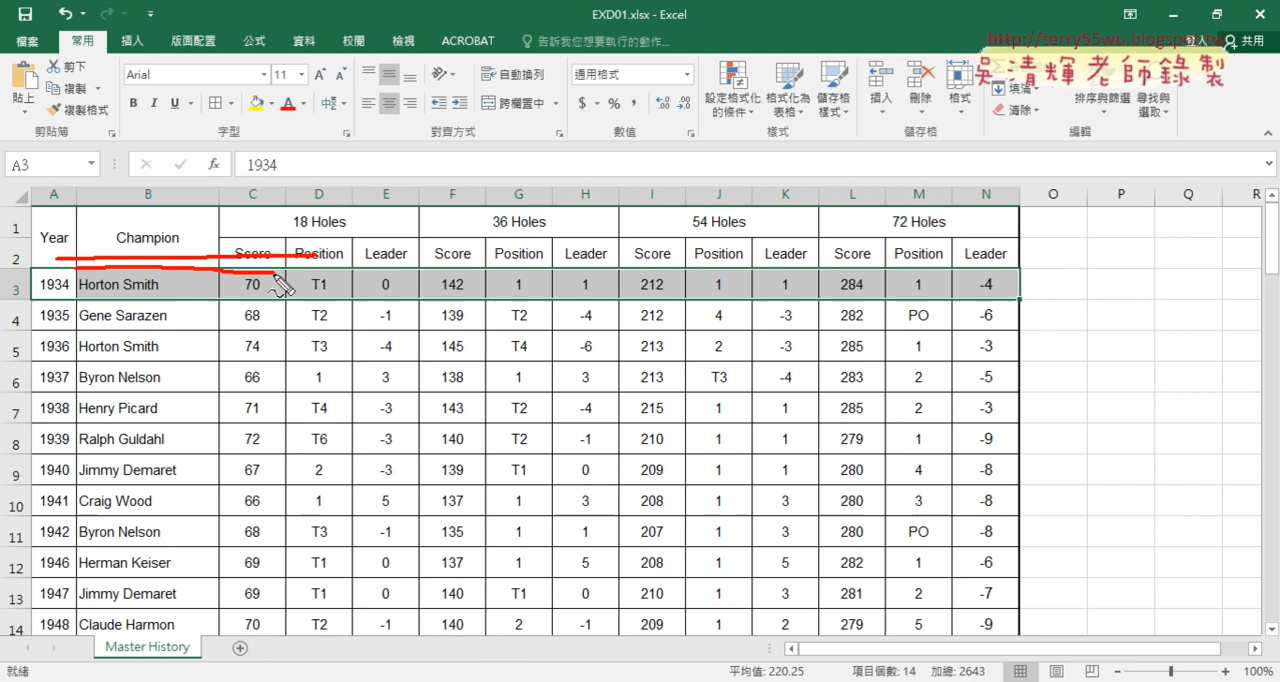 EXD01.xlsx - Excel
檔案 常用 插入 版面配置 公式 資料 校閱 檢視 ACROBAT 告訴我您想要執行的動作... 共用
http://terry55wu.blogspot.tw
吳清輝老師錄製
貼上 剪下 複製 複製格式 剪貼簿
Arial 11 A A B I U 中 字型
自動換列 跨欄置中 對齊方式
通用格式 $ % , 數值
設定格式化的條件 格式化為表格 儲存格樣式 樣式
插入 刪除 格式 儲存格
填滿 清除 排序與篩選 尋找與選取 編輯
A3 fx 1934
A B C D E F G H I J K L M N O P Q R
1 Year Champion 18 Holes 36 Holes 54 Holes 72 Holes
2 Score Position Leader Score Position Leader Score Position Leader Score Position Leader
3 1934 Horton Smith 70 T1 0 142 1 1 212 1 1 284 1 -4
4 1935 Gene Sarazen 68 T2 -1 139 T2 -4 212 4 -3 282 PO -6
5 1936 Horton Smith 74 T3 -4 145 T4 -6 213 2 -3 285 1 -3
6 1937 Byron Nelson 66 1 3 138 1 3 213 T3 -4 283 2 -5
7 1938 Henry Picard 71 T4 -3 143 T2 -4 215 1 1 285 2 -3
8 1939 Ralph Guldahl 72 T6 -3 140 T2 -1 210 1 1 279 1 -9
9 1940 Jimmy Demaret 67 2 -3 139 T1 0 209 1 1 280 4 -8
10 1941 Craig Wood 66 1 5 137 1 3 208 1 3 280 3 -8
11 1942 Byron Nelson 68 T3 -1 135 1 1 207 1 3 280 PO -8
12 1946 Herman Keiser 69 T1 0 137 1 5 208 1 5 282 1 -6
13 1947 Jimmy Demaret 69 T1 0 140 T1 0 210 1 3 281 2 -7
14 1948 Claude Harmon 70 T2 -1 140 2 -1 209 1 2 279 5 -9
Master History
就緒 平均值: 220.25 項目個數: 14 加總: 2643 100%